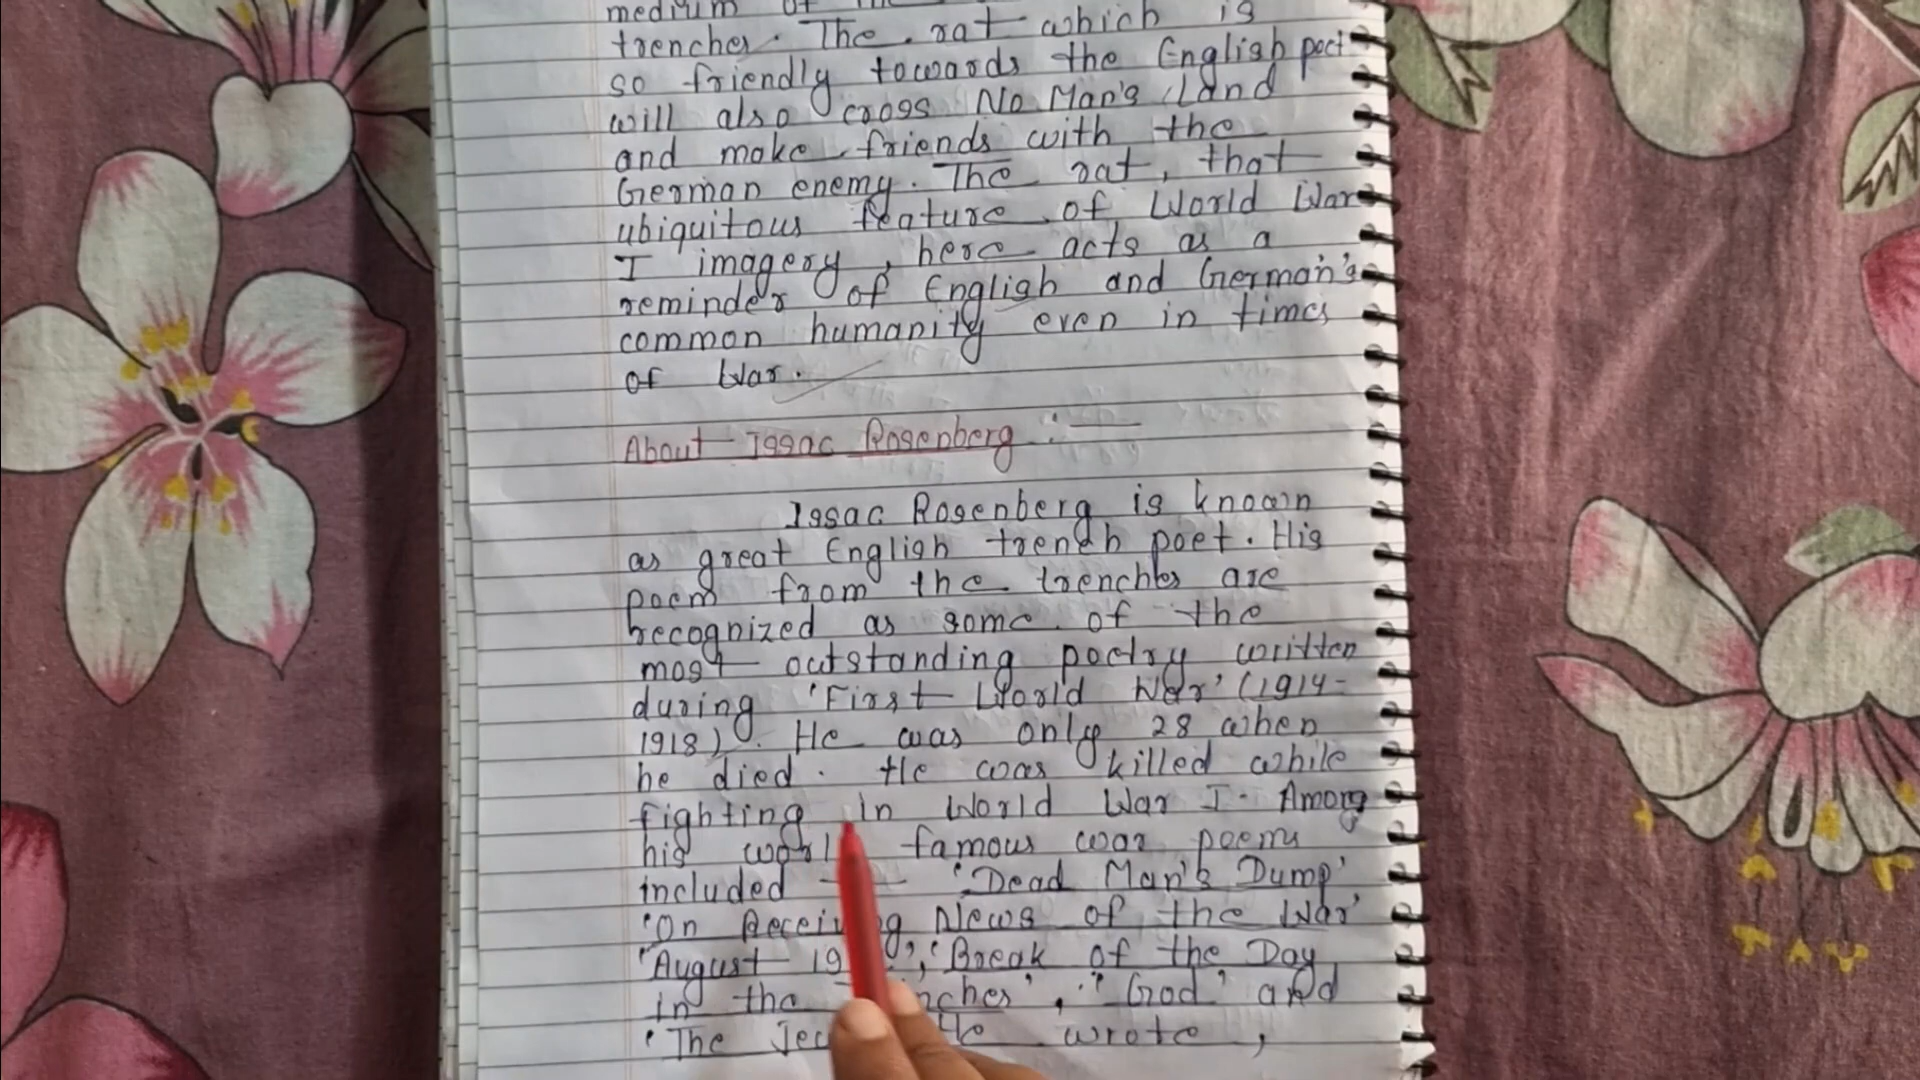 medium of the
trenches. The rat which is
so friendly towards the English poet
will also cross No Man's Land
and make friends with the
German enemy. The rat, that
ubiquitous feature of World War
I imagery, here acts as a
reminder of English and German's
common humanity even in times
of War.
About Issac Rosenberg :-
Issac Rosenberg is known
as great English trench poet. His
poem from the trenches are
recognized as some of the
most outstanding poetry written
during 'First World War' (1914-
1918). He was only 28 when
he died. He was killed while
fighting in World War I. Among
his famous war poems
included 'Dead Man's Dump'
'On Receiving News of the War'
'August 'Break of the Day
in the 'God' and
'The He wrote,